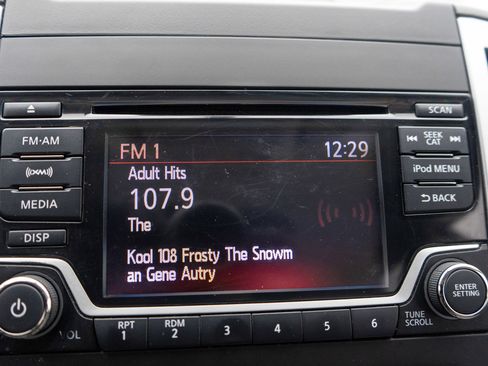 SCAN
FM·AM
FM 1 12:29
SEEK
CAT
Adult Hits
((XM))
iPod MENU
107.9
MEDIA
BACK
The
DISP
Kool 108 Frosty The Snowm
an Gene Autry
ENTER
SETTING
VOL
RPT
1
RDM
2
3
4
5
6
TUNE
SCROLL